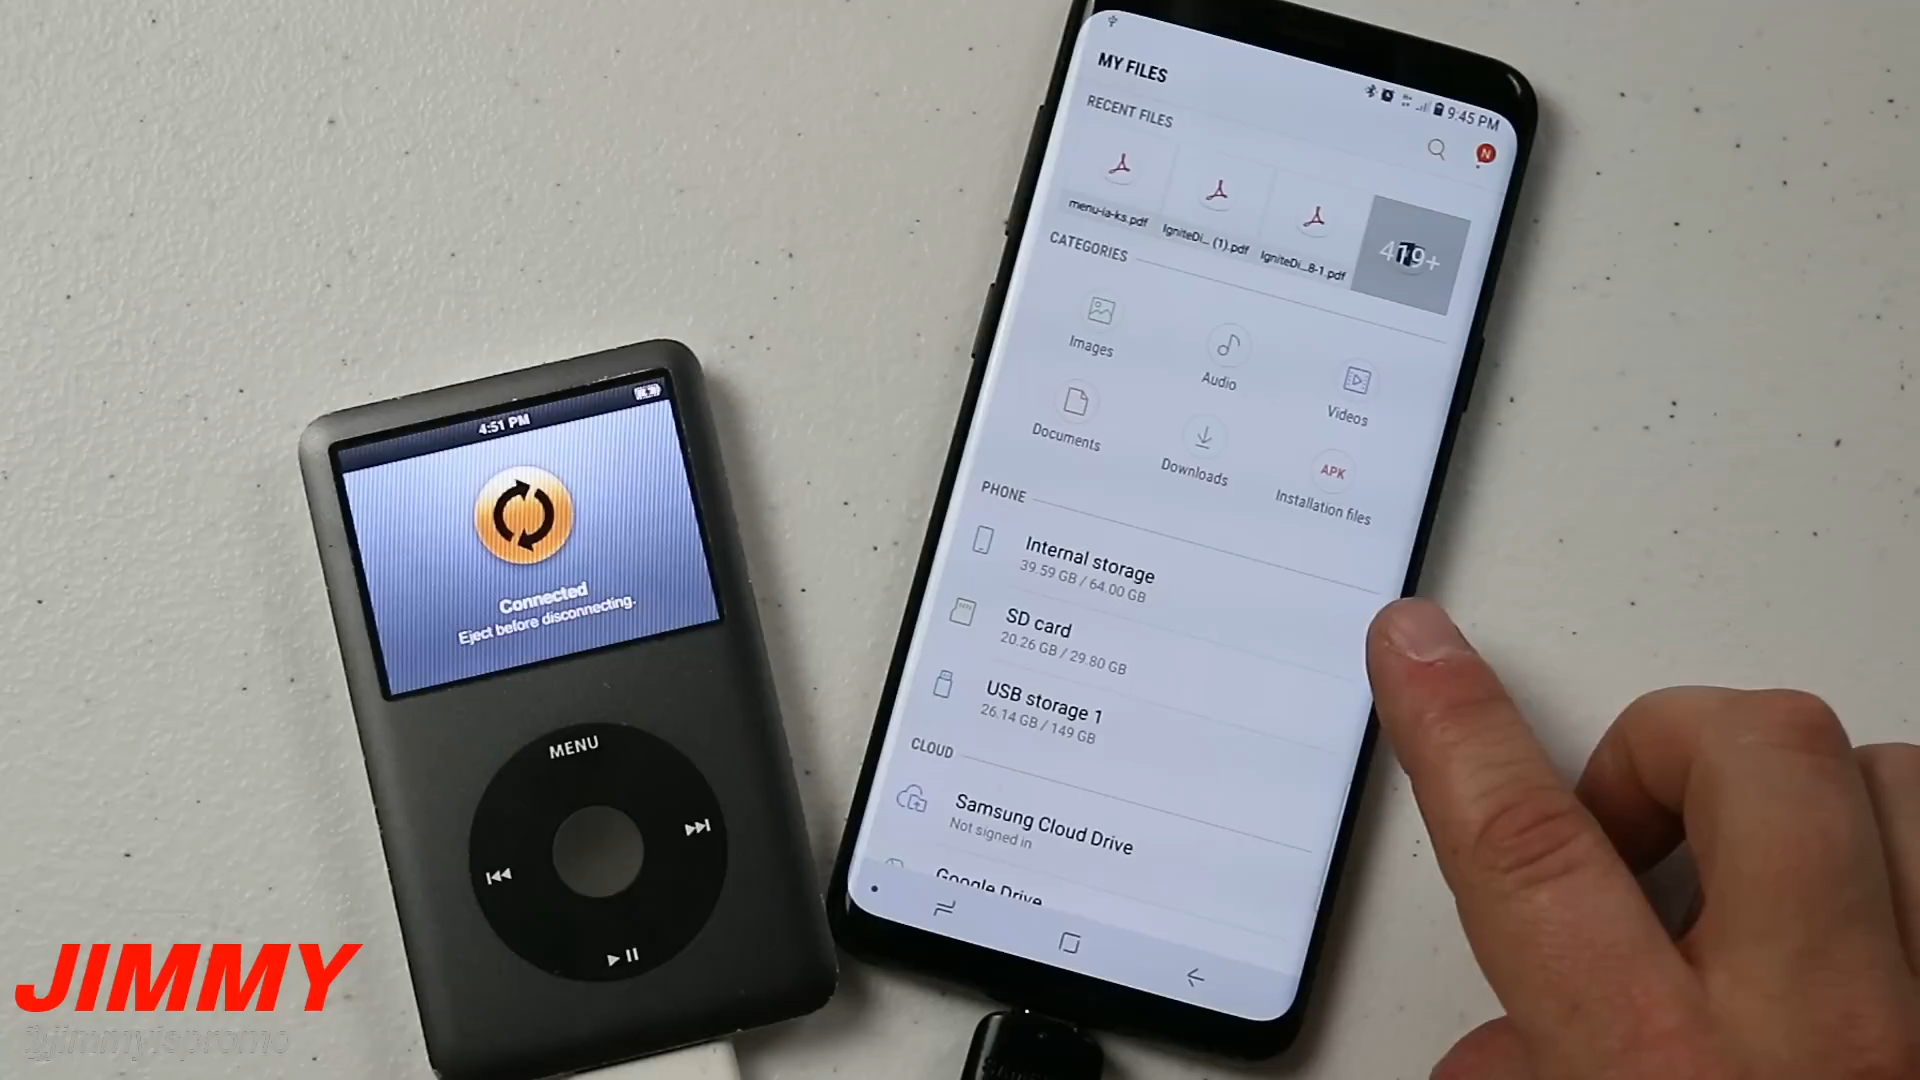 4:51 PM
Connected
Eject before disconnecting.
MENU
JIMMY
@jimmyispromo
MY FILES
9:45 PM
RECENT FILES
N
menu-ia-ks.pdf
IgniteDi... (1).pdf
IgniteDi...8-1.pdf
419+
CATEGORIES
Images
Audio
Videos
Documents
Downloads
APK
Installation files
PHONE
Internal storage
39.59 GB / 64.00 GB
SD card
20.26 GB / 29.80 GB
USB storage 1
26.14 GB / 149 GB
CLOUD
Samsung Cloud Drive
Not signed in
Google Drive